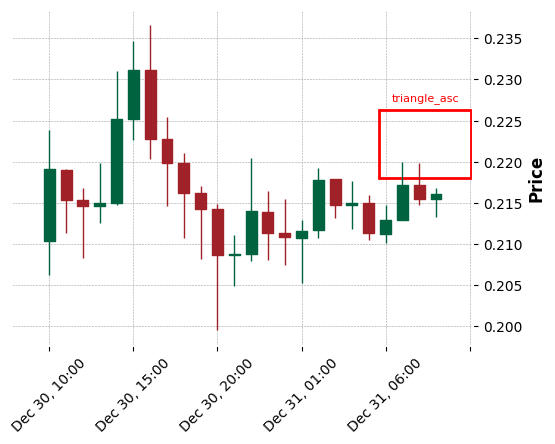 triangle_asc
0.235
0.230
0.225
0.220
0.215
0.210
0.205
0.200
Price
Dec 30, 10:00
Dec 30, 15:00
Dec 30, 20:00
Dec 31, 01:00
Dec 31, 06:00